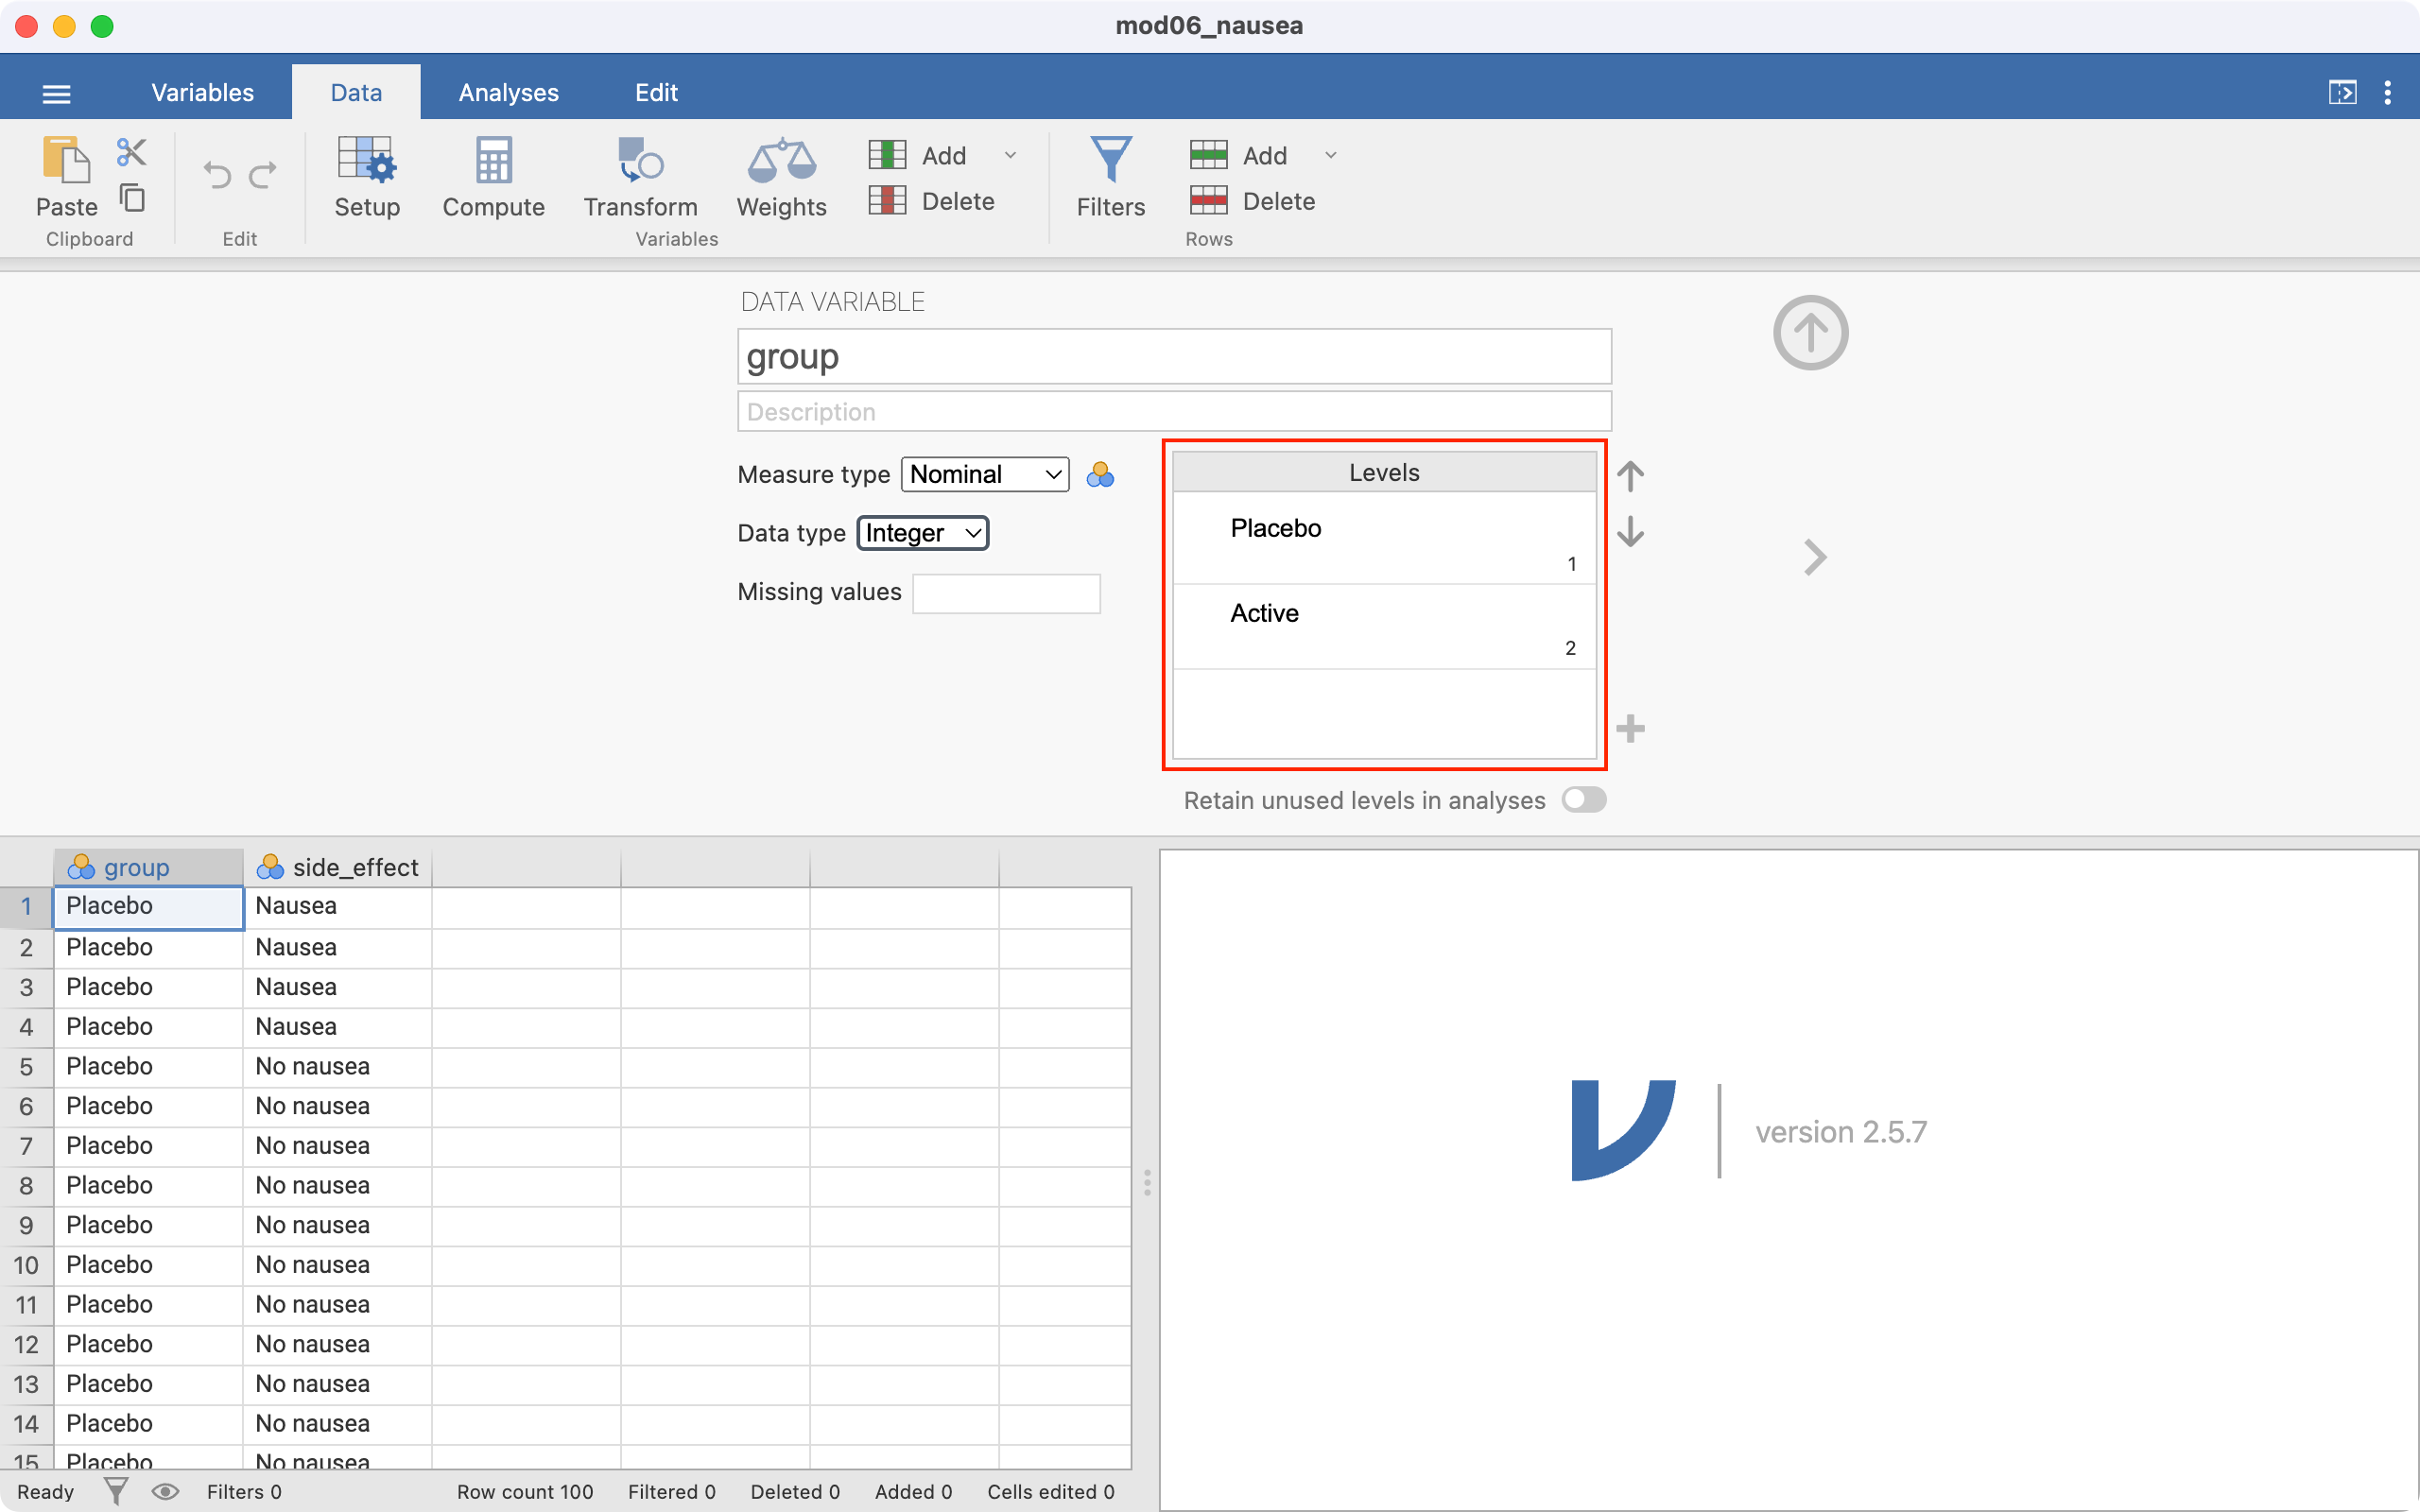 mod06_nausea
Variables Data Analyses Edit
Paste
Clipboard
Edit
Setup Compute Transform Weights
Add
Delete
Variables
Filters
Add
Delete
Rows
DATA VARIABLE
group
Description
Measure type Nominal
Data type Integer
Missing values
Levels
Placebo
1
Active
2
Retain unused levels in analyses
group side_effect
1 Placebo Nausea
2 Placebo Nausea
3 Placebo Nausea
4 Placebo Nausea
5 Placebo No nausea
6 Placebo No nausea
7 Placebo No nausea
8 Placebo No nausea
9 Placebo No nausea
10 Placebo No nausea
11 Placebo No nausea
12 Placebo No nausea
13 Placebo No nausea
14 Placebo No nausea
15 Placebo No nausea
version 2.5.7
Ready Filters 0 Row count 100 Filtered 0 Deleted 0 Added 0 Cells edited 0